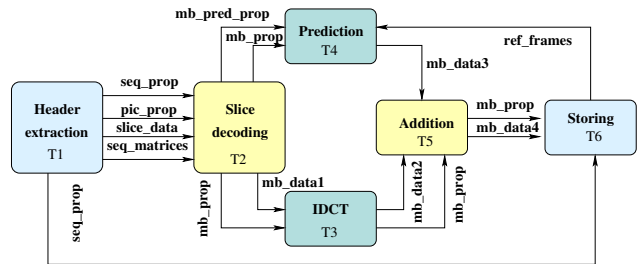 mb_pred_prop
mb_prop
Prediction
T4
ref_frames
mb_data3
seq_prop
pic_prop
slice_data
seq_matrices
Header
extraction
T1
Slice
decoding
T2
Addition
T5
mb_prop
mb_data4
Storing
T6
mb_data1
mb_prop
IDCT
T3
mb_data2
mb_prop
seq_prop